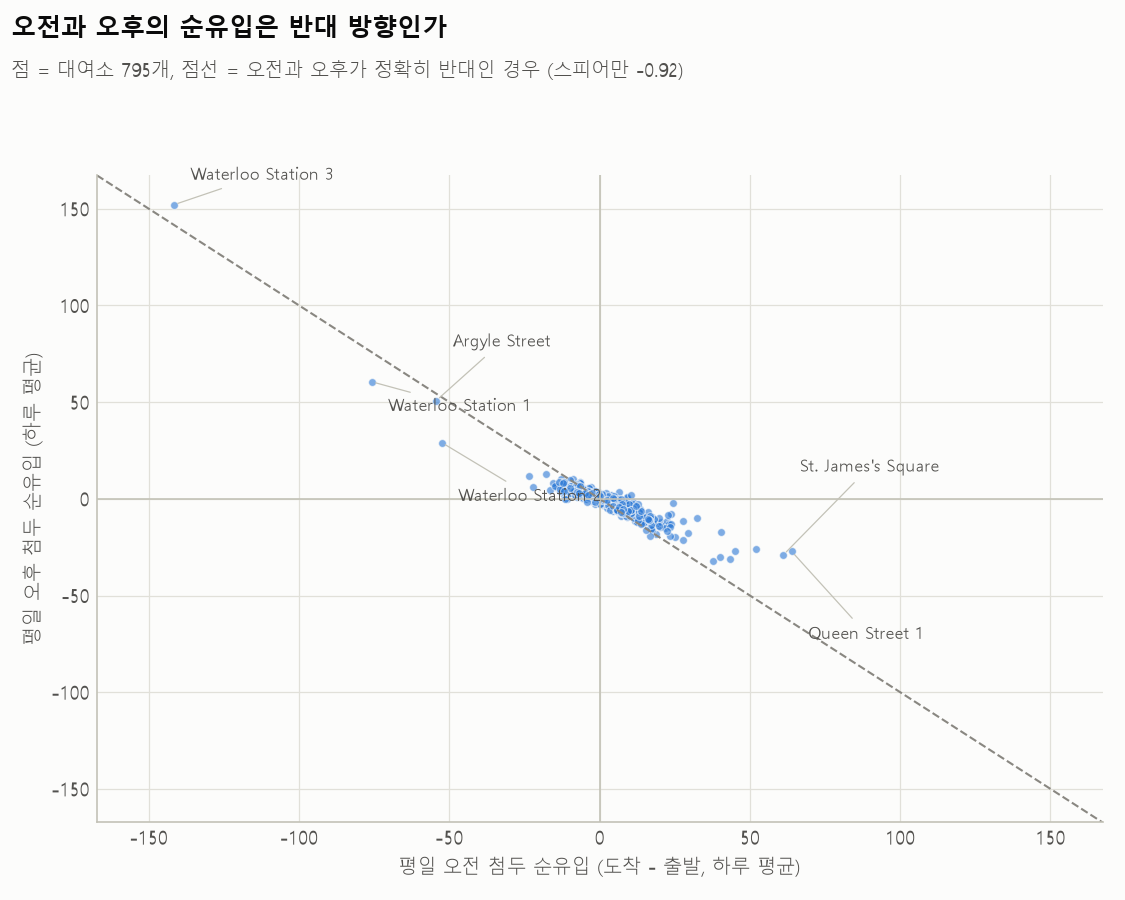 오전과 오후의 순유입은 반대 방향인가
점 = 대여소 795개, 점선 = 오전과 오후가 정확히 반대인 경우 (스피어만 -0.92)
Waterloo Station 3
Argyle Street
Waterloo Station 1
St. James's Square
Waterloo Station 2
Queen Street 1
150
100
50
0
-50
-100
-150
평일 오후 첨두 순유입 (하루 평균)
-150
-100
-50
0
50
100
150
평일 오전 첨두 순유입 (도착 - 출발, 하루 평균)